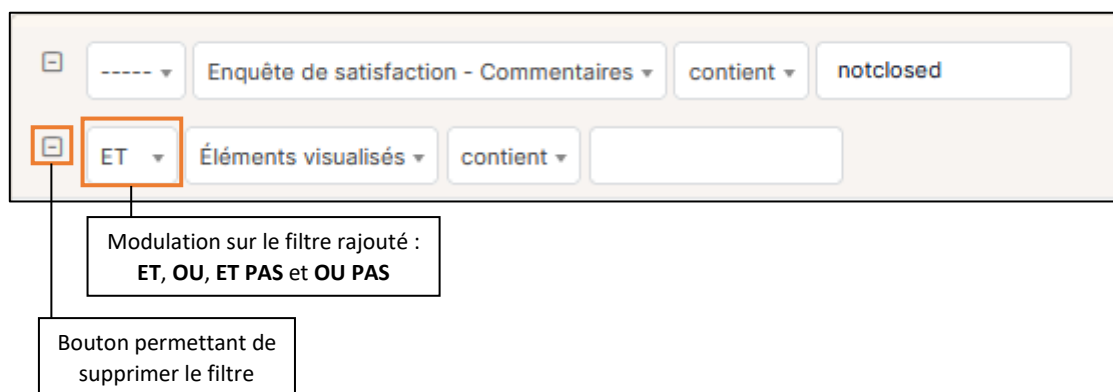 ----- Enquête de satisfaction - Commentaires contient notclosed
ET Éléments visualisés contient
Modulation sur le filtre rajouté :
ET, OU, ET PAS et OU PAS
Bouton permettant de
supprimer le filtre